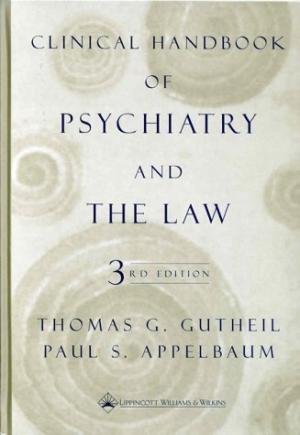 CLINICAL HANDBOOK
OF
PSYCHIATRY
AND
THE LAW
3RD EDITION
THOMAS G. GUTHEIL
PAUL S. APPELBAUM
LIPPINCOTT WILLIAMS & WILKINS